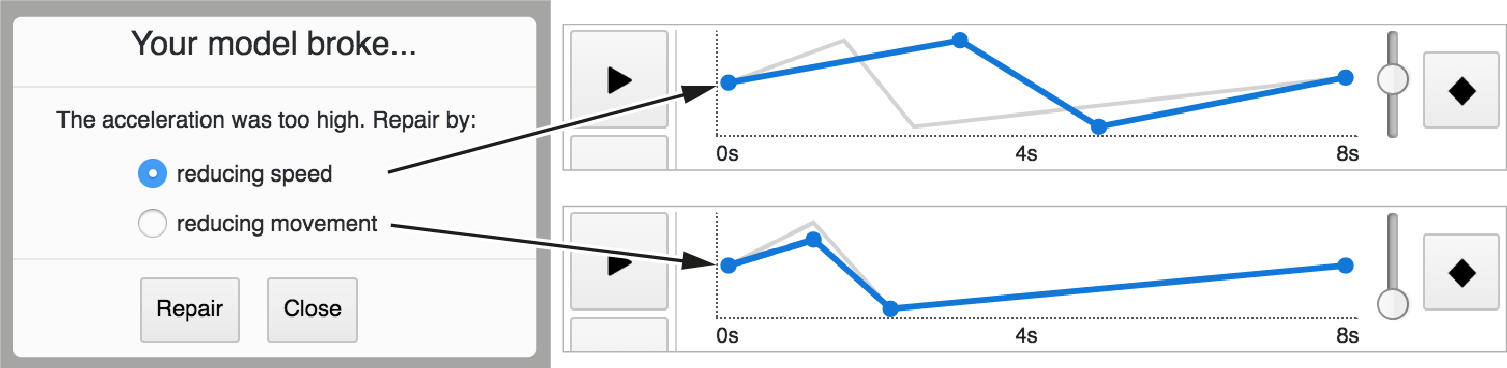 Your model broke...
The acceleration was too high. Repair by:
reducing speed
reducing movement
Repair Close
0s 4s 8s
0s 4s 8s